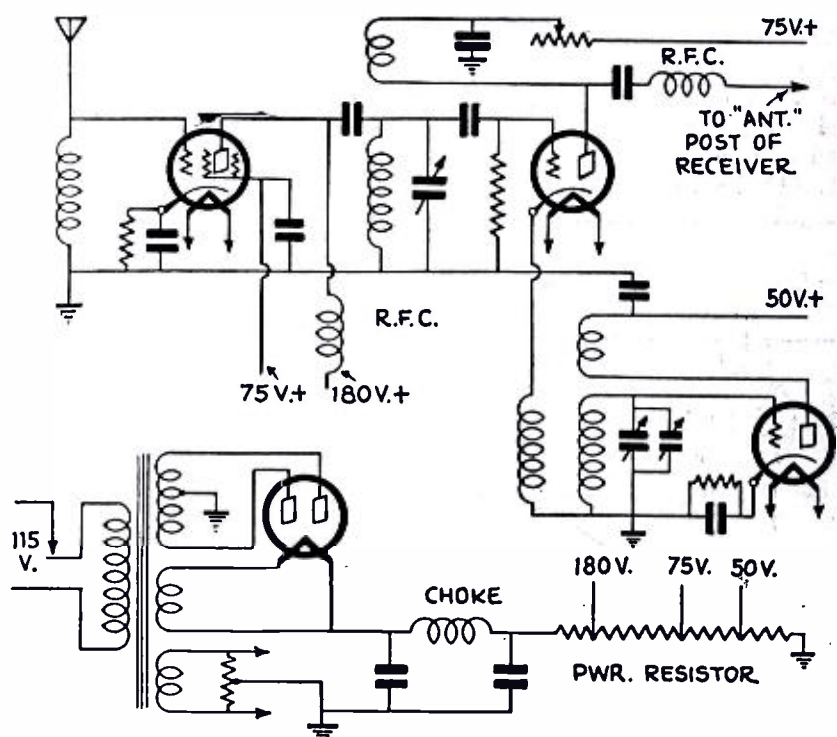 75V.+
R.F.C.
TO "ANT."
POST OF
RECEIVER
R.F.C.
75V.+
180V.+
50V.+
115
V.
CHOKE
180V.
75V.
50V.
PWR. RESISTOR